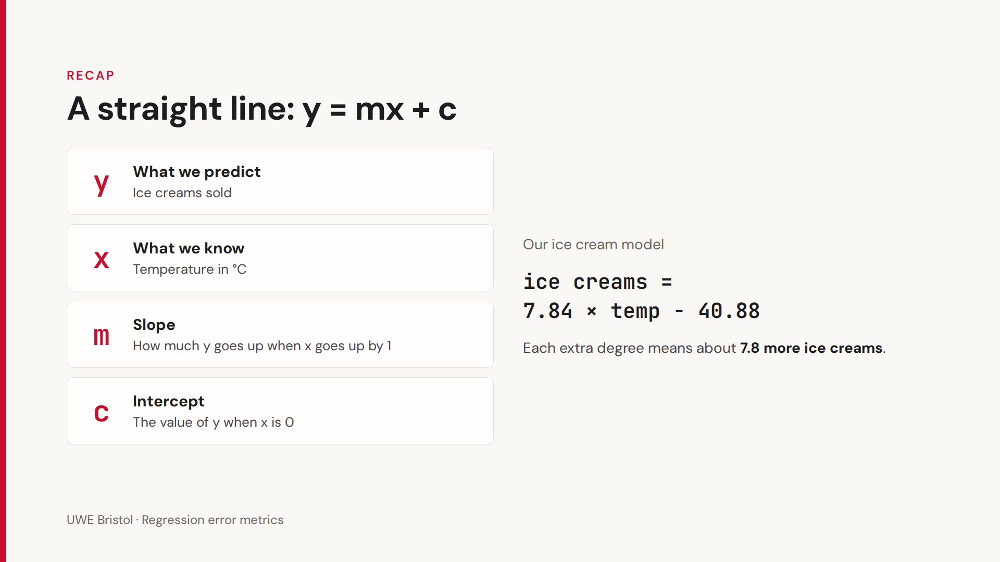 RECAP
A straight line: y = mx + c
y
What we predict
Ice creams sold
x
What we know
Temperature in °C
m
Slope
How much y goes up when x goes up by 1
c
Intercept
The value of y when x is 0
Our ice cream model
ice creams =
7.84 × temp - 40.88
Each extra degree means about 7.8 more ice creams.
UWE Bristol · Regression error metrics